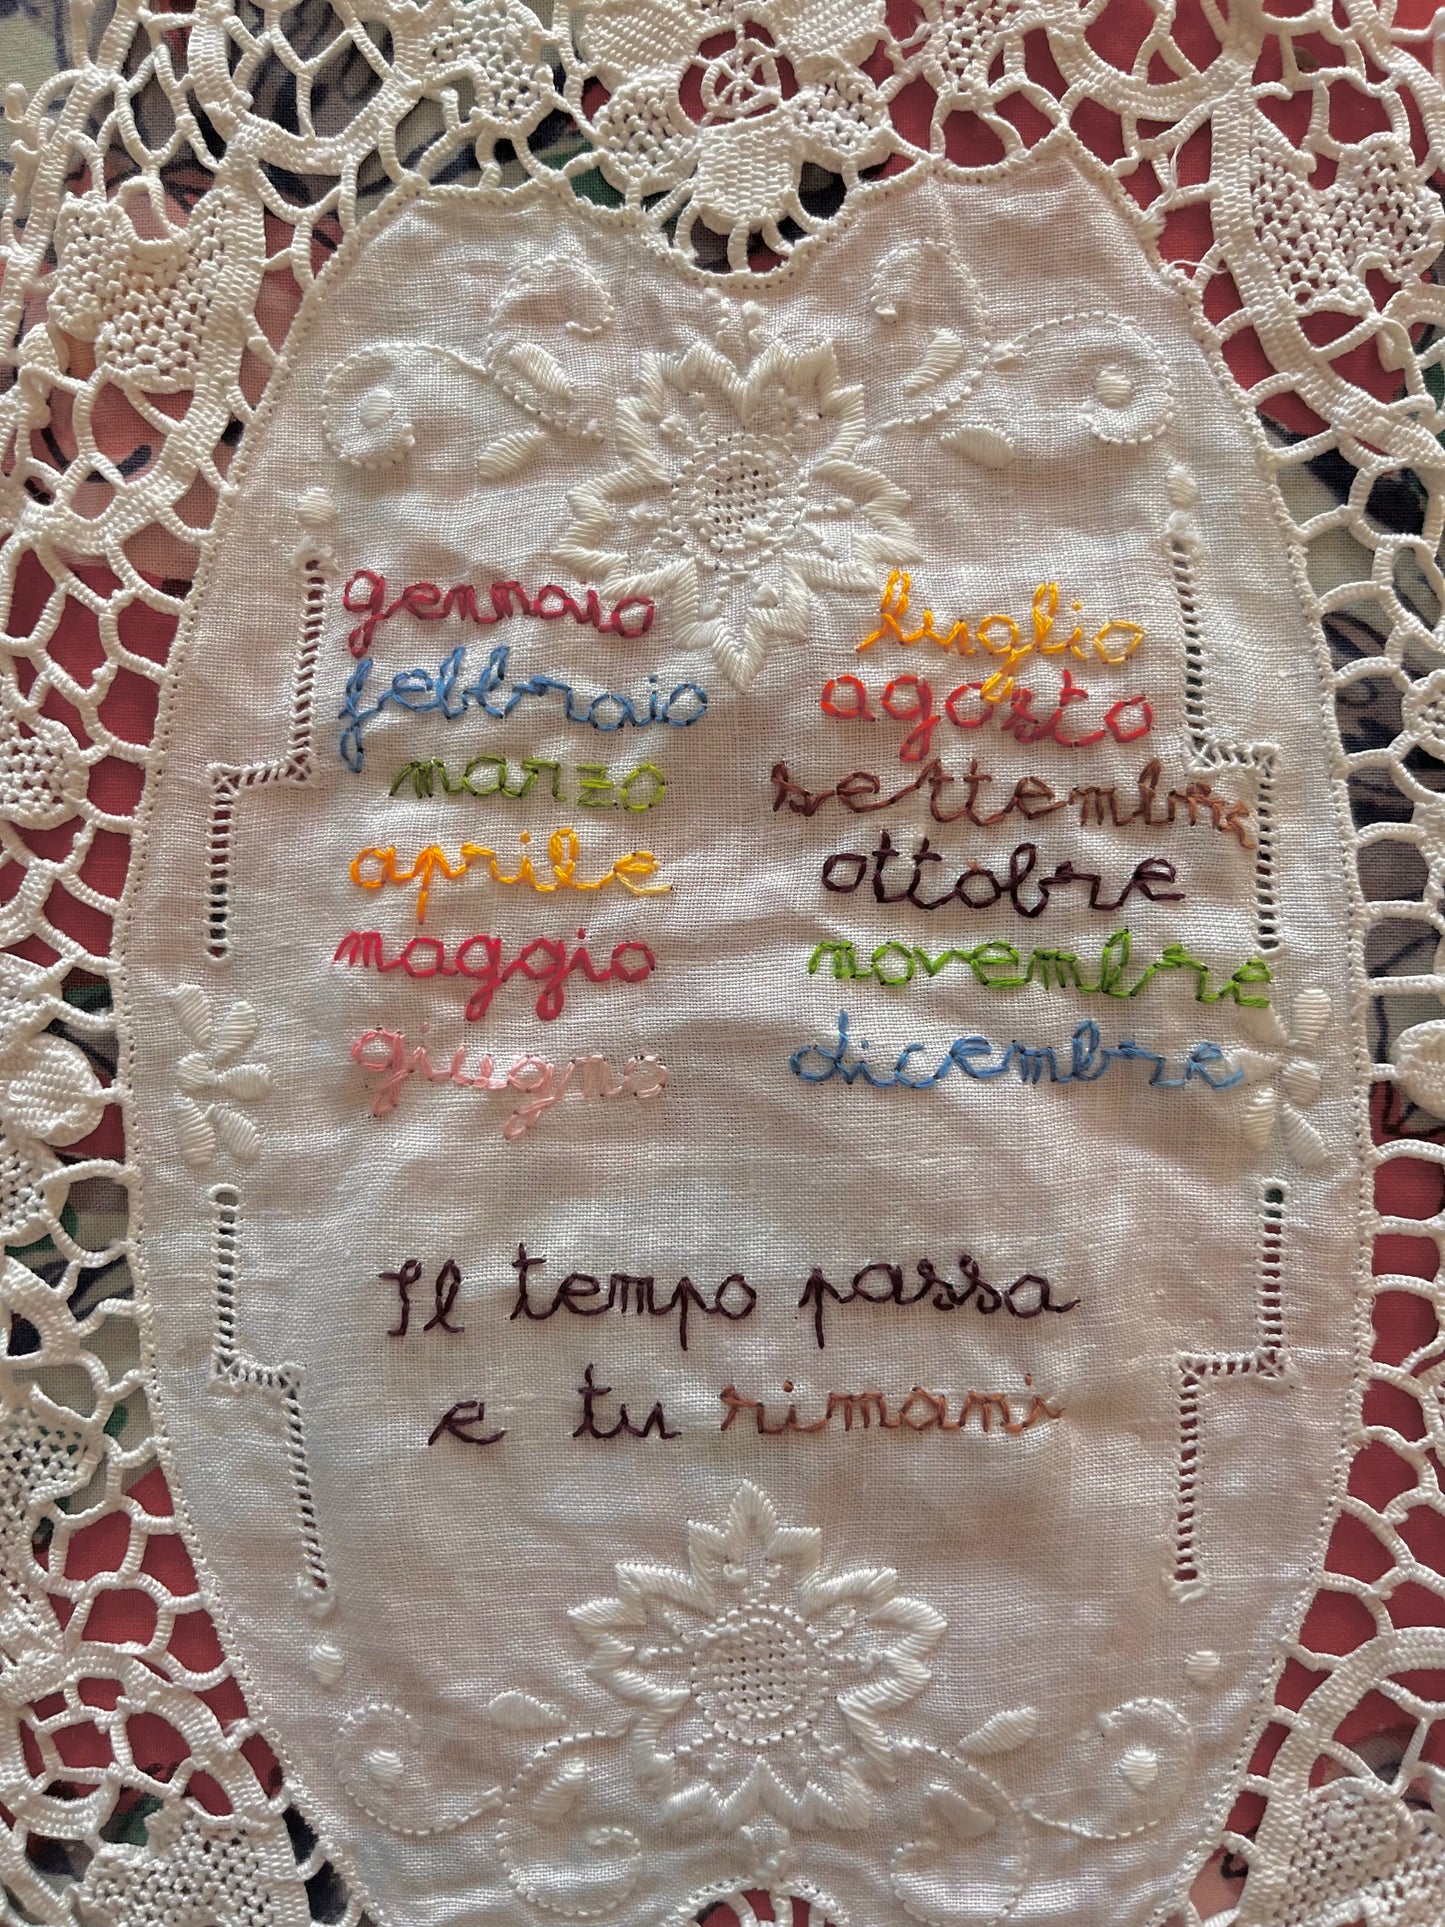 gennaio
febbraio
marzo
aprile
maggio
giugno
luglio
agosto
settembre
ottobre
novembre
dicembre
Il tempo passa
e tu rimani